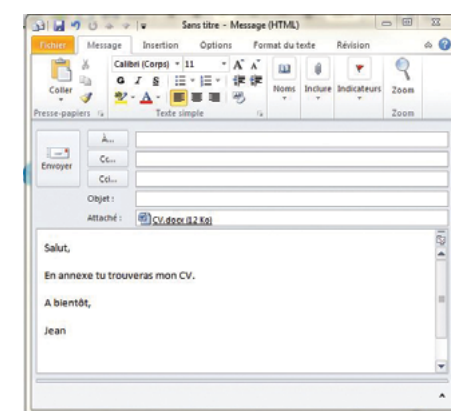 Sans titre - Message (HTML)
Fichier Message Insertion Options Format du texte Révision
Coller
Calibri (Corps) 11 A A
G I S
Noms Inclure Indicateurs Zoom
Presse-papiers Texte simple Zoom
Envoyer
À...
Cc...
Cci...
Objet :
Attaché : CV.docx (12 Ko)
Salut,
En annexe tu trouveras mon CV.
A bientôt,
Jean